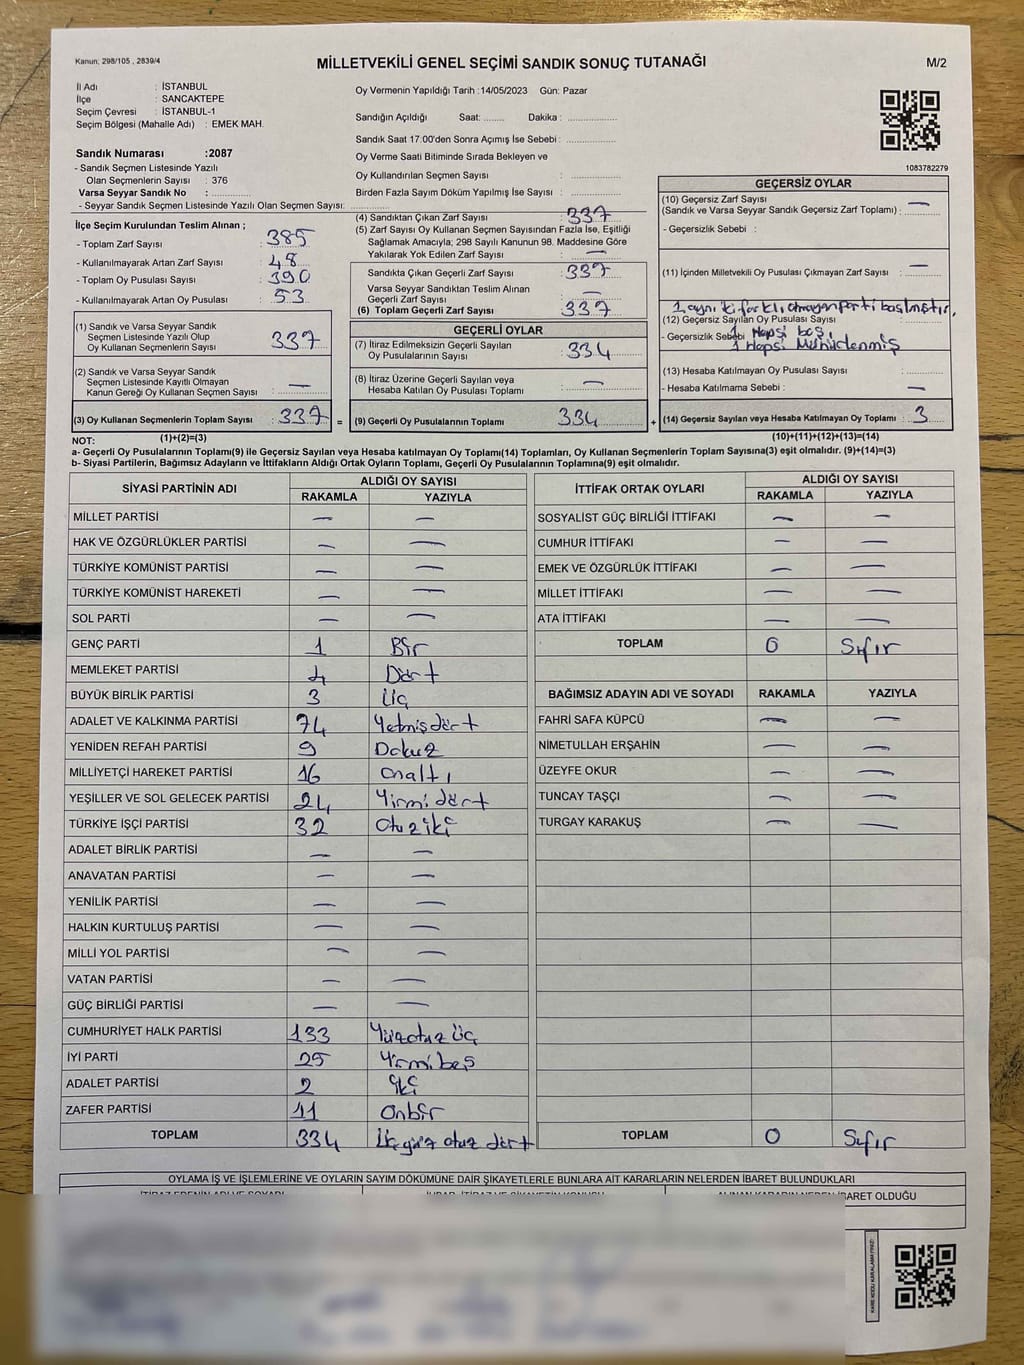 Kanun; 298/105 , 2839/4
MİLLETVEKİLİ GENEL SEÇİMİ SANDIK SONUÇ TUTANAĞI
M/2
İl Adı : İSTANBUL
İlçe : SANCAKTEPE
Seçim Çevresi : İSTANBUL-1
Seçim Bölgesi (Mahalle Adı) : EMEK MAH.
Sandık Numarası :2087
- Sandık Seçmen Listesinde Yazılı
Olan Seçmenlerin Sayısı : 376
Varsa Seyyar Sandık No :
- Seyyar Sandık Seçmen Listesinde Yazılı Olan Seçmen Sayısı:
Oy Vermenin Yapıldığı Tarih :14/05/2023 Gün: Pazar
Sandığın Açıldığı Saat: Dakika :
Sandık Saat 17:00'den Sonra Açılmış İse Sebebi :
Oy Verme Saati Bitiminde Sırada Bekleyen ve
Oy Kullandırılan Seçmen Sayısı :
Birden Fazla Sayım Döküm Yapılmış İse Sayısı :
1083782279
İlçe Seçim Kurulundan Teslim Alınan ;
- Toplam Zarf Sayısı : 385
- Kullanılmayarak Artan Zarf Sayısı : 48
- Toplam Oy Pusulası Sayısı : 390
- Kullanılmayarak Artan Oy Pusulası : 53
(1) Sandık ve Varsa Seyyar Sandık
Seçmen Listesinde Yazılı Olup
Oy Kullanan Seçmenlerin Sayısı : 337
(2) Sandık ve Varsa Seyyar Sandık
Seçmen Listesinde Kayıtlı Olmayan
Kanun Gereği Oy Kullanan Seçmen Sayısı : —
(3) Oy Kullanan Seçmenlerin Toplam Sayısı : 337 =
(4) Sandıktan Çıkan Zarf Sayısı : 337
(5) Zarf Sayısı Oy Kullanan Seçmen Sayısından Fazla İse, Eşitliği
Sağlamak Amacıyla; 298 Sayılı Kanunun 98. Maddesine Göre
Yakılarak Yok Edilen Zarf Sayısı : —
Sandıkta Çıkan Geçerli Zarf Sayısı : 337
Varsa Seyyar Sandıktan Teslim Alınan
Geçerli Zarf Sayısı : —
(6) Toplam Geçerli Zarf Sayısı : 337
GEÇERLİ OYLAR
(7) İtiraz Edilmeksizin Geçerli Sayılan
Oy Pusulalarının Sayısı : 334
(8) İtiraz Üzerine Geçerli Sayılan veya
Hesaba Katılan Oy Pusulası Toplamı : —
(9) Geçerli Oy Pusulalarının Toplamı 334 +
GEÇERSİZ OYLAR
(10) Geçersiz Zarf Sayısı
(Sandık ve Varsa Seyyar Sandık Geçersiz Zarf Toplamı) : —
- Geçersizlik Sebebi :
(11) İçinden Milletvekili Oy Pusulası Çıkmayan Zarf Sayısı : —
1 aynı iki farklı olmayan parti basılmıştır.
(12) Geçersiz Sayılan Oy Pusulası Sayısı :
- Geçersizlik Sebebi : 1 Hepsi boş,
1 Hepsi Mühürlenmiş
(13) Hesaba Katılmayan Oy Pusulası Sayısı :
- Hesaba Katılmama Sebebi : —
(14) Geçersiz Sayılan veya Hesaba Katılmayan Oy Toplamı : 3
NOT: (1)+(2)=(3) (10)+(11)+(12)+(13)=(14)
a- Geçerli Oy Pusulalarının Toplamı(9) ile Geçersiz Sayılan veya Hesaba katılmayan Oy Toplamı(14) Toplamları, Oy Kullanan Seçmenlerin Toplam Sayısına(3) eşit olmalıdır. (9)+(14)=(3)
b- Siyasi Partilerin, Bağımsız Adayların ve İttifakların Aldığı Ortak Oyların Toplamı, Geçerli Oy Pusulalarının Toplamına(9) eşit olmalıdır.
SİYASİ PARTİNİN ADI ALDIĞI OY SAYISI
RAKAMLA YAZIYLA
MİLLET PARTİSİ — —
HAK VE ÖZGÜRLÜKLER PARTİSİ — —
TÜRKİYE KOMÜNİST PARTİSİ — —
TÜRKİYE KOMÜNİST HAREKETİ — —
SOL PARTİ — —
GENÇ PARTİ 1 Bir
MEMLEKET PARTİSİ 4 Dört
BÜYÜK BİRLİK PARTİSİ 3 Üç
ADALET VE KALKINMA PARTİSİ 74 Yetmişdört
YENİDEN REFAH PARTİSİ 9 Dokuz
MİLLİYETÇİ HAREKET PARTİSİ 16 Onaltı
YEŞİLLER VE SOL GELECEK PARTİSİ 24 Yirmi dört
TÜRKİYE İŞÇİ PARTİSİ 32 Otuz iki
ADALET BİRLİK PARTİSİ — —
ANAVATAN PARTİSİ — —
YENİLİK PARTİSİ — —
HALKIN KURTULUŞ PARTİSİ — —
MİLLİ YOL PARTİSİ — —
VATAN PARTİSİ — —
GÜÇ BİRLİĞİ PARTİSİ — —
CUMHURİYET HALK PARTİSİ 133 Yüzotuz üç
İYİ PARTİ 25 Yirmi beş
ADALET PARTİSİ 2 iki
ZAFER PARTİSİ 11 Onbir
TOPLAM 334 Üçyüz otuz dört
İTTİFAK ORTAK OYLARI ALDIĞI OY SAYISI
RAKAMLA YAZIYLA
SOSYALİST GÜÇ BİRLİĞİ İTTİFAKI — —
CUMHUR İTTİFAKI — —
EMEK VE ÖZGÜRLÜK İTTİFAKI — —
MİLLET İTTİFAKI — —
ATA İTTİFAKI — —
TOPLAM 0 Sıfır
BAĞIMSIZ ADAYIN ADI VE SOYADI RAKAMLA YAZIYLA
FAHRİ SAFA KÜPCÜ — —
NİMETULLAH ERŞAHİN — —
ÜZEYFE OKUR — —
TUNCAY TAŞÇI — —
TURGAY KARAKUŞ — —
TOPLAM 0 Sıfır
OYLAMA İŞ VE İŞLEMLERİNE VE OYLARIN SAYIM DÖKÜMÜNE DAİR ŞİKAYETLERLE BUNLARA AİT KARARLARIN NELERDEN İBARET BULUNDUKLARI
İBARET OLDUĞU